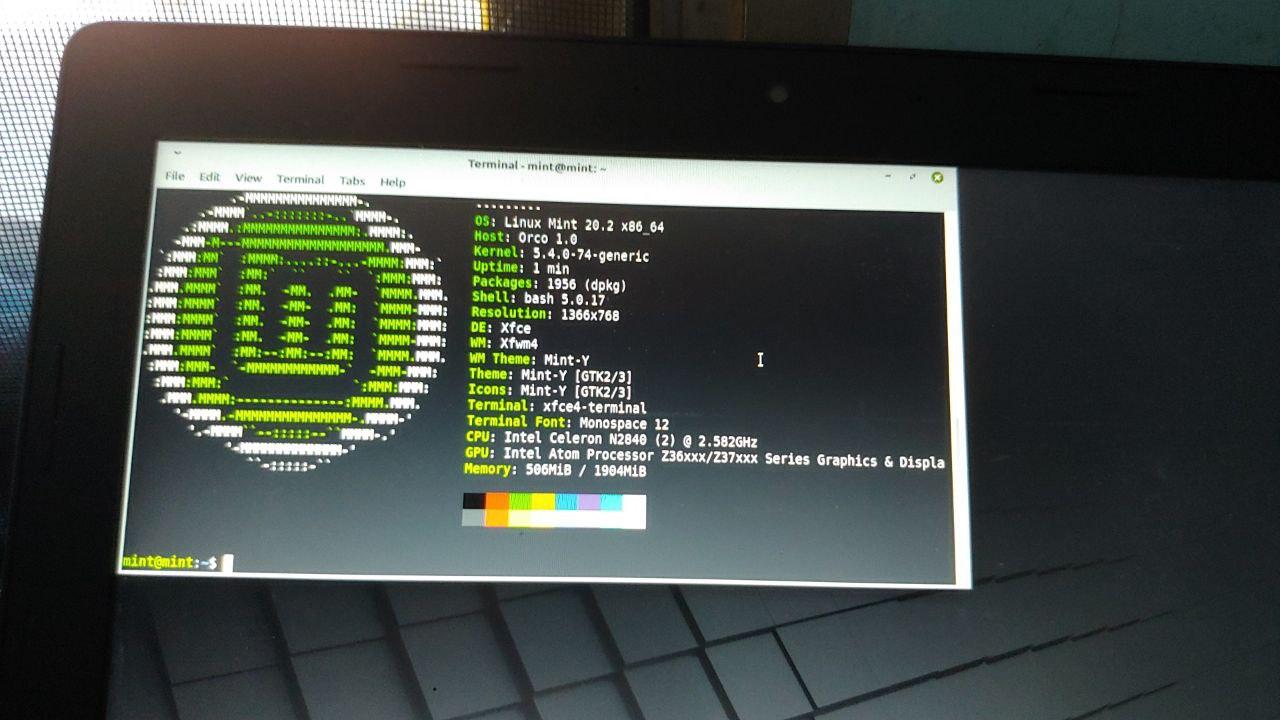 Terminal - mint@mint: ~
File Edit View Terminal Tabs Help
---------
OS: Linux Mint 20.2 x86_64
Host: Orco 1.0
Kernel: 5.4.0-74-generic
Uptime: 1 min
Packages: 1956 (dpkg)
Shell: bash 5.0.17
Resolution: 1366x768
DE: Xfce
WM: Xfwm4
WM Theme: Mint-Y
Theme: Mint-Y [GTK2/3]
Icons: Mint-Y [GTK2/3]
Terminal: xfce4-terminal
Terminal Font: Monospace 12
CPU: Intel Celeron N2840 (2) @ 2.582GHz
GPU: Intel Atom Processor Z36xxx/Z37xxx Series Graphics & Displa
Memory: 506MiB / 1904MiB
mint@mint:~$